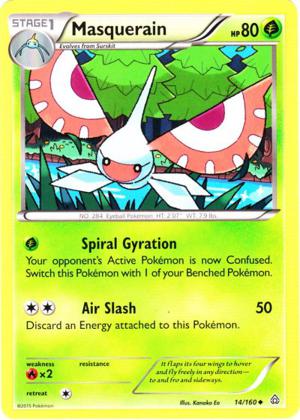 STAGE1
Masquerain
HP80
Evolves from Surskit
NO. 284 Eyeball Pokémon HT: 2'07" WT: 7.9 lbs.
Spiral Gyration
Your opponent's Active Pokémon is now Confused.
Switch this Pokémon with 1 of your Benched Pokémon.
Air Slash 50
Discard an Energy attached to this Pokémon.
weakness
×2
resistance
It flaps its four wings to hover
and fly freely in any direction—
to and fro and sideways.
retreat
©2015 Pokémon
Illus. Kanako Eo
14/160